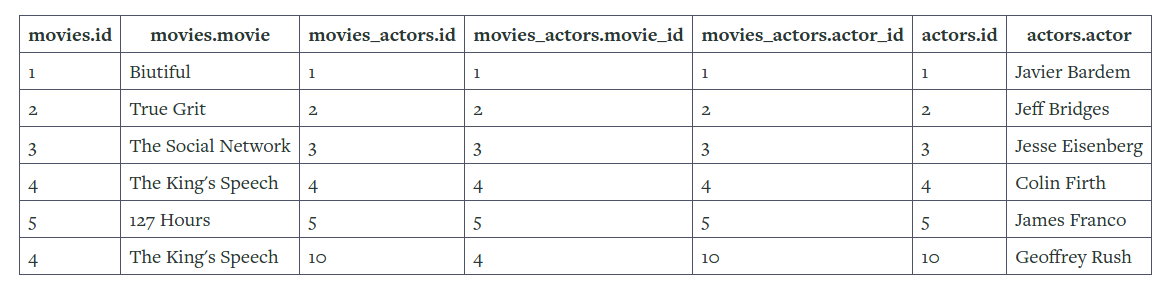 movies.id movies.movie movies_actors.id movies_actors.movie_id movies_actors.actor_id actors.id actors.actor
1 Biutiful 1 1 1 1 Javier Bardem
2 True Grit 2 2 2 2 Jeff Bridges
3 The Social Network 3 3 3 3 Jesse Eisenberg
4 The King’s Speech 4 4 4 4 Colin Firth
5 127 Hours 5 5 5 5 James Franco
4 The King’s Speech 10 4 10 10 Geoffrey Rush